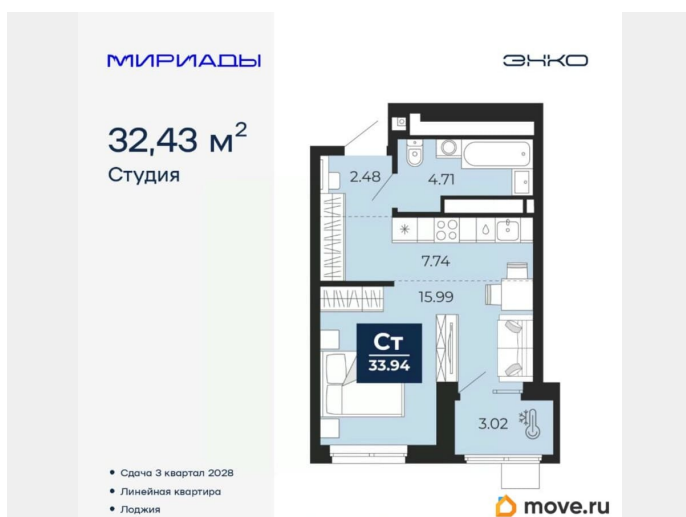 МИРИАДЫ
ЭНКО
32,43 м²
Студия
2.48
4.71
7.74
15.99
Ст
33.94
3.02
• Сдача 3 квартал 2028
• Линейная квартира
• Лоджия
move.ru